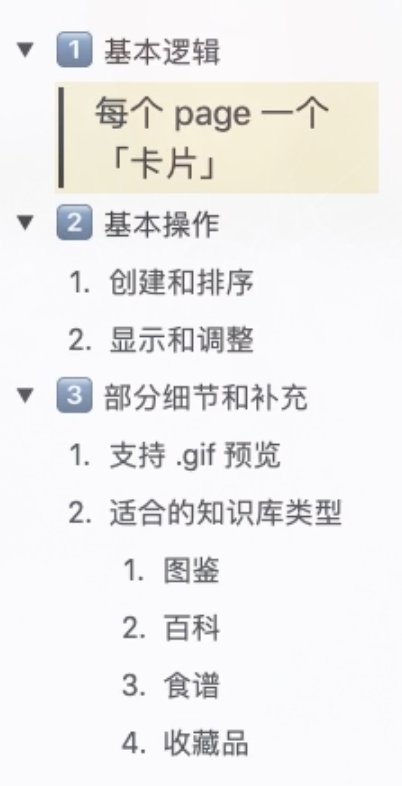 ▼ 1️⃣ 基本逻辑
每个 page 一个
「卡片」
▼ 2️⃣ 基本操作
1. 创建和排序
2. 显示和调整
▼ 3️⃣ 部分细节和补充
1. 支持 .gif 预览
2. 适合的知识库类型
1. 图鉴
2. 百科
3. 食谱
4. 收藏品